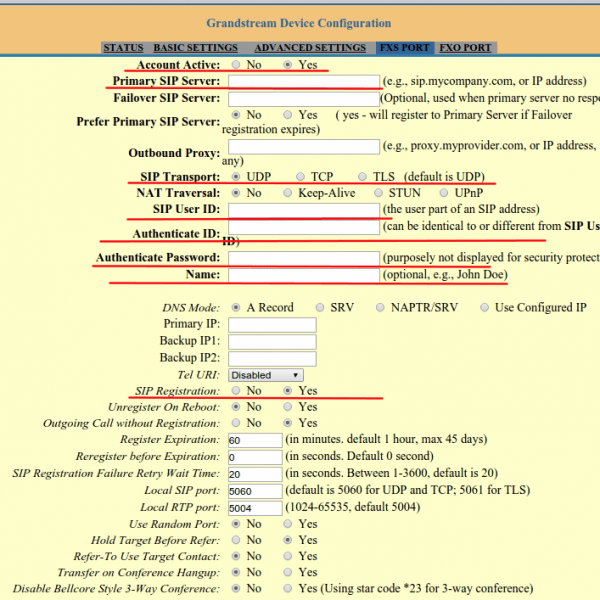 Grandstream Device Configuration
STATUS BASIC SETTINGS ADVANCED SETTINGS FXS PORT FXO PORT
Account Active: No Yes
Primary SIP Server: (e.g., sip.mycompany.com, or IP address)
Failover SIP Server: (Optional, used when primary server no
Prefer Primary SIP Server: No Yes ( yes - will register to Primary Server if Failover
registration expires)
Outbound Proxy: (e.g., proxy.myprovider.com, or IP address,
any)
SIP Transport: UDP TCP TLS (default is UDP)
NAT Traversal: No Keep-Alive STUN UPnP
SIP User ID: (the user part of an SIP address)
Authenticate ID: (can be identical to or different from SIP
ID)
Authenticate Password: (purposely not displayed for security
Name: (optional, e.g., John Doe)
DNS Mode: A Record SRV NAPTR/SRV Use Configured IP
Primary IP:
Backup IP1:
Backup IP2:
Tel URI: Disabled
SIP Registration: No Yes
Unregister On Reboot: No Yes
Outgoing Call without Registration: No Yes
Register Expiration: 60 (in minutes. default 1 hour, max 45 days)
Reregister before Expiration: 0 (in seconds. Default 0 second)
SIP Registration Failure Retry Wait Time: 20 (in seconds. Between 1-3600, default is 20)
Local SIP port: 5060 (default is 5060 for UDP and TCP; 5061 for TLS)
Local RTP port: 5004 (1024-65535, default 5004)
Use Random Port: No Yes
Hold Target Before Refer: No Yes
Refer-To Use Target Contact: No Yes
Transfer on Conference Hangup: No Yes
Disable Bellcore Style 3-Way Conference: No Yes (Using star code *23 for 3-way conference)